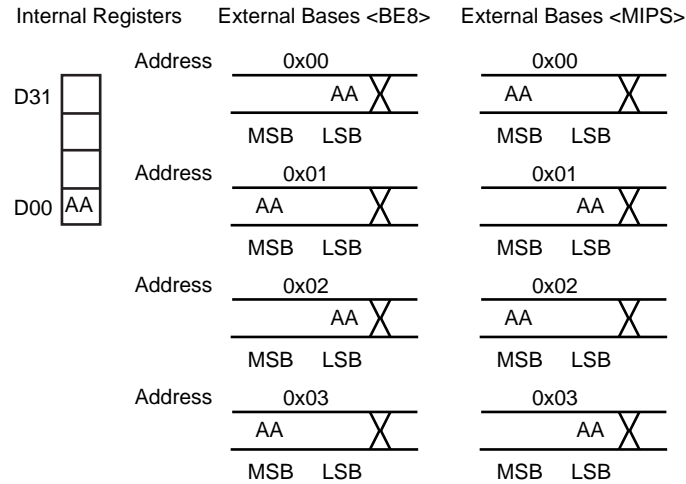 Internal Registers External Bases <BE8> External Bases <MIPS>
Address 0x00 0x00
D31 AA AA
MSB LSB MSB LSB
Address 0x01 0x01
D00 AA AA AA
MSB LSB MSB LSB
Address 0x02 0x02
AA AA
MSB LSB MSB LSB
Address 0x03 0x03
AA AA
MSB LSB MSB LSB